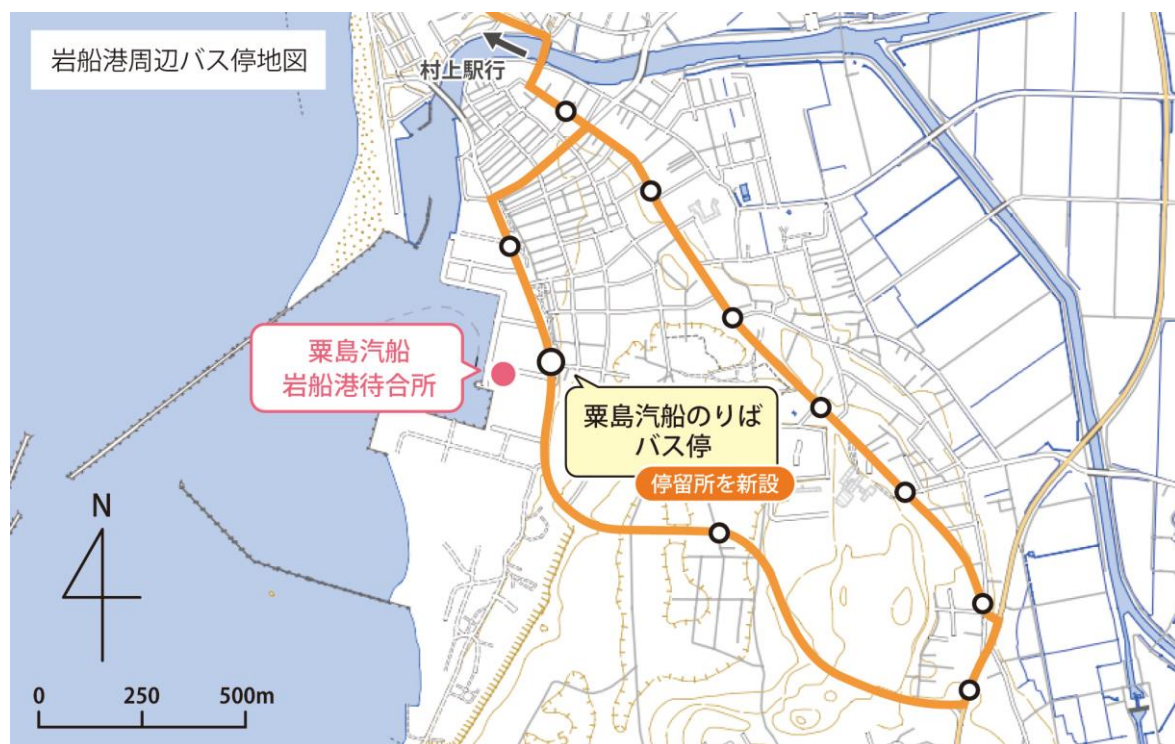 岩船港周辺バス停地図
村上駅行
粟島汽船
岩船港待合所
粟島汽船のりば
バス停
停留所を新設
N
0 250 500m